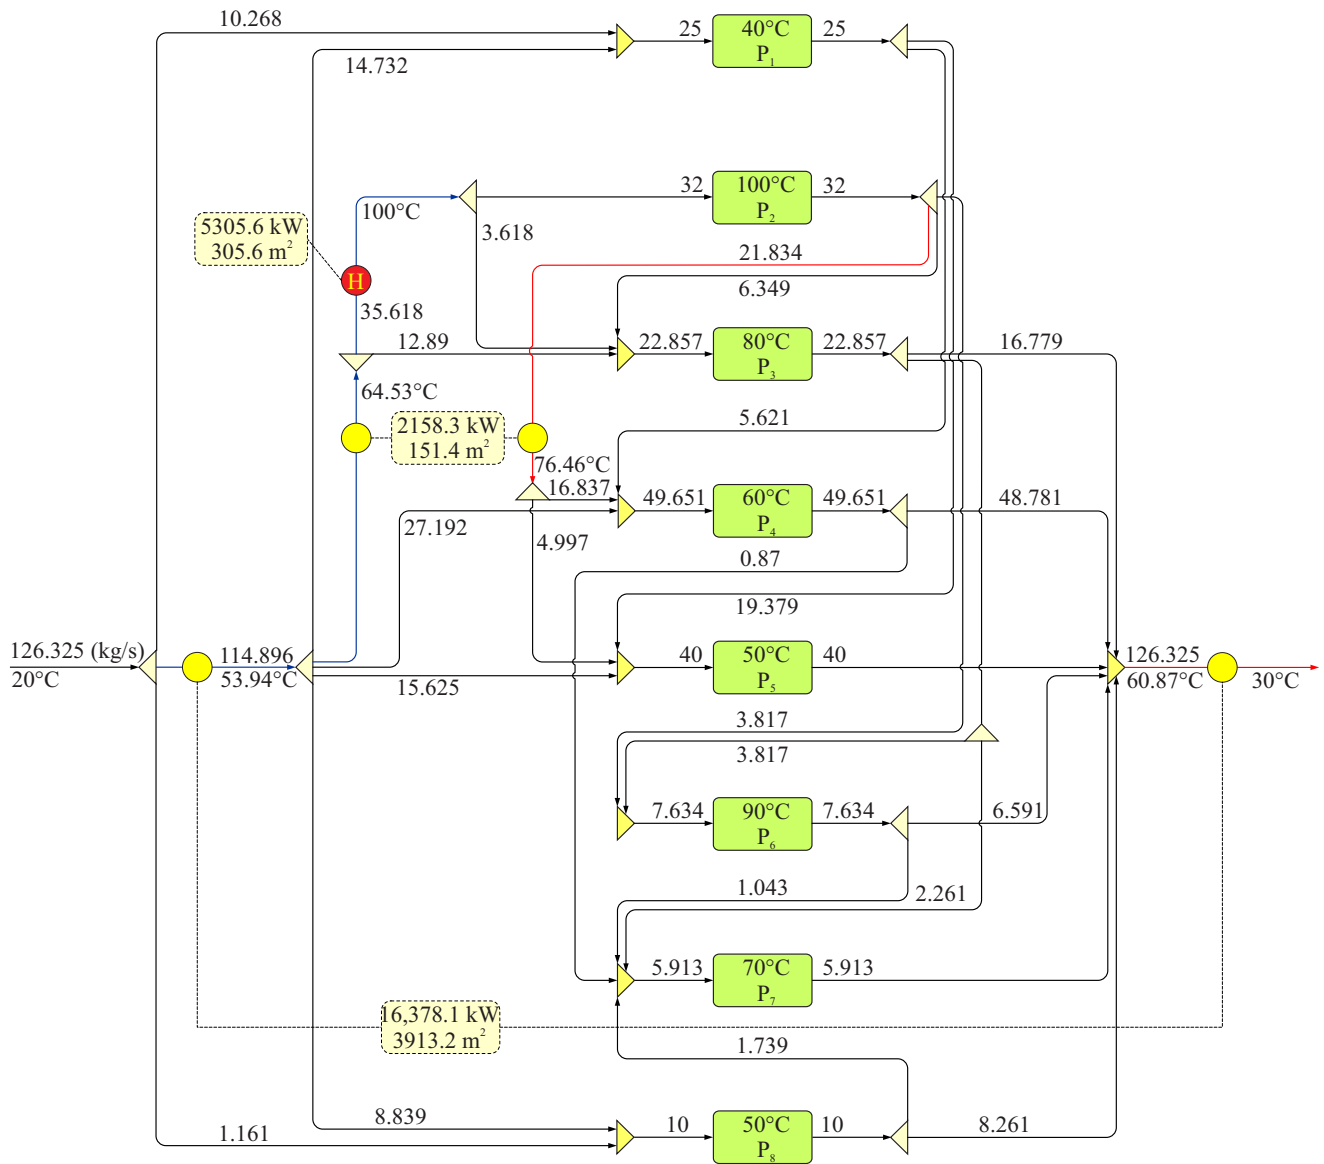 10.268
14.732
25
40°C
P₁
25
100°C
5305.6 kW
305.6 m²
H
35.618
3.618
32
100°C
P₂
32
21.834
6.349
12.89
22.857
80°C
P₃
22.857
16.779
64.53°C
2158.3 kW
151.4 m²
76.46°C
5.621
16.837
49.651
60°C
P₄
49.651
48.781
27.192
4.997
0.87
19.379
126.325 (kg/s)
20°C
114.896
53.94°C
15.625
40
50°C
P₅
40
126.325
60.87°C
30°C
3.817
3.817
7.634
90°C
P₆
7.634
6.591
1.043
2.261
5.913
70°C
P₇
5.913
16,378.1 kW
3913.2 m²
1.739
8.839
1.161
10
50°C
P₈
10
8.261